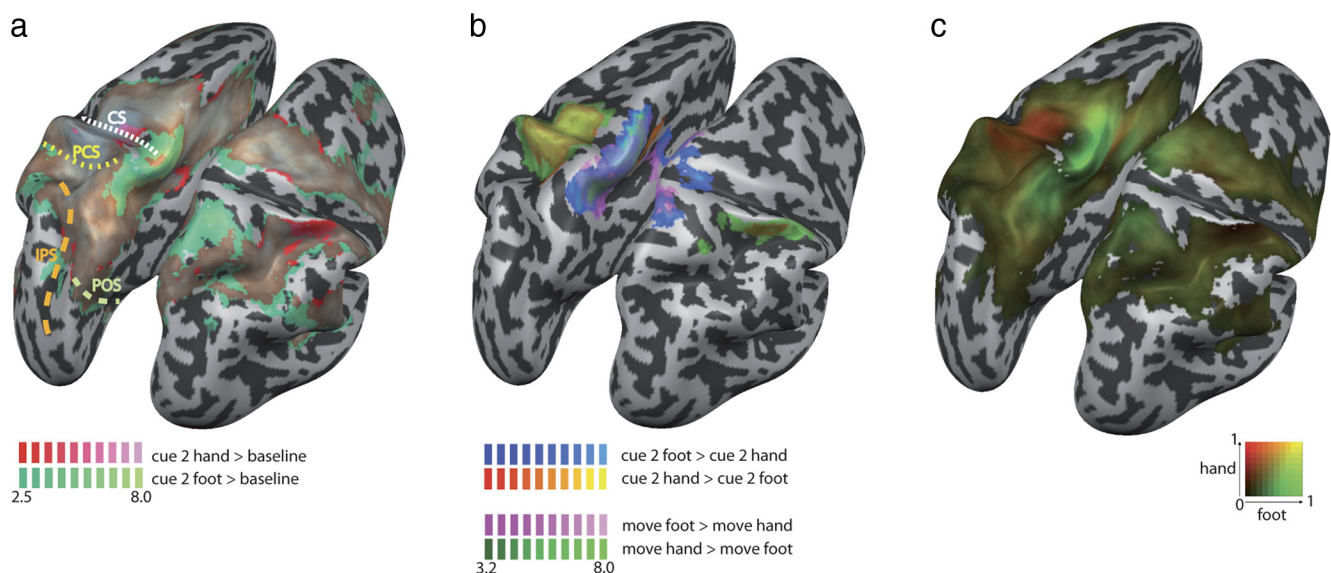 a
b
c
CS
PCS
IPS
POS
cue 2 hand > baseline
cue 2 foot > baseline
2.5 8.0
cue 2 foot > cue 2 hand
cue 2 hand > cue 2 foot
move foot > move hand
move hand > move foot
3.2 8.0
1
hand
0 1
foot